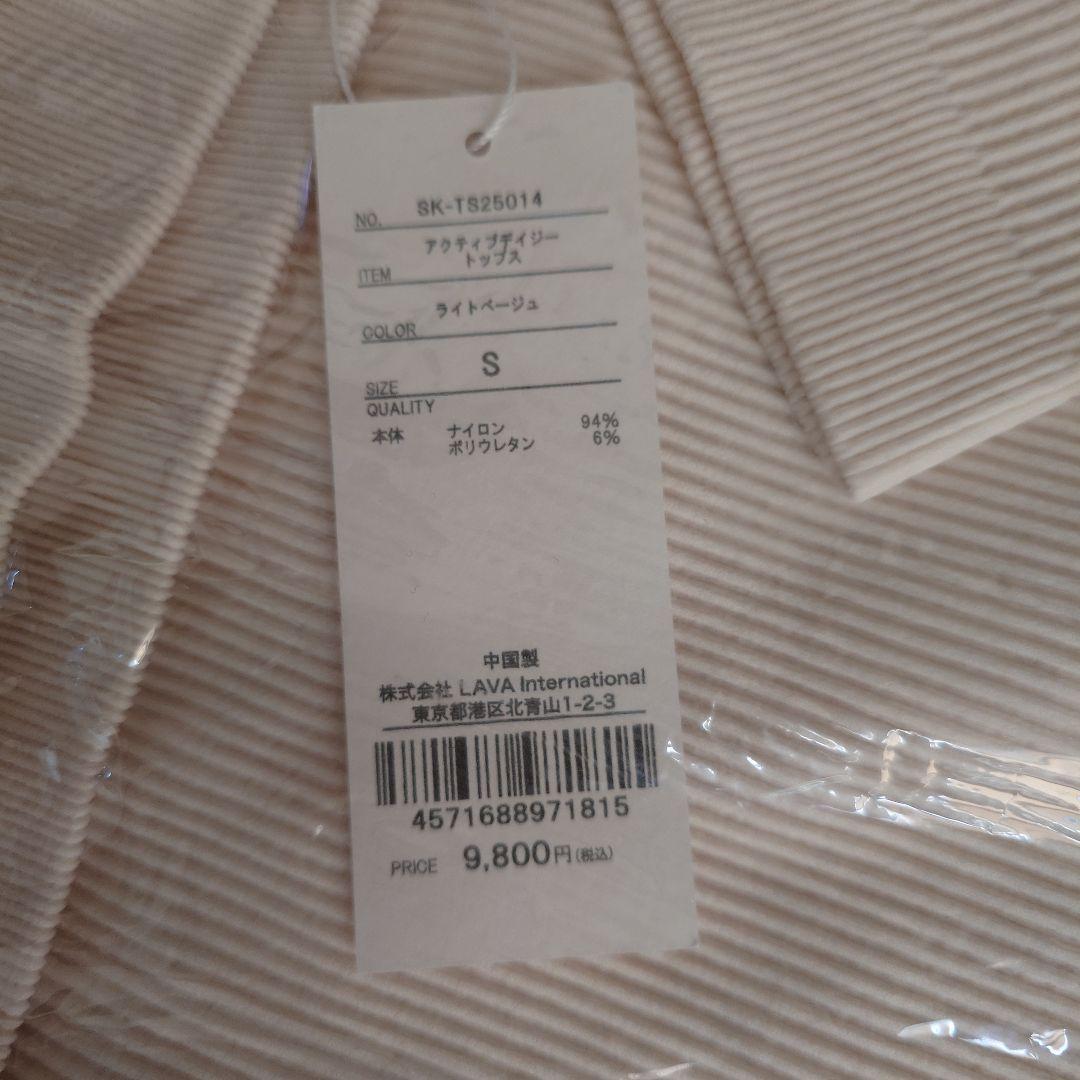 NO. SK-TS25014
アクティブデイジー
トップス
ITEM
ライトベージュ
COLOR
S
SIZE
QUALITY
本体 ナイロン 94%
ポリウレタン 6%
中国製
株式会社 LAVA International
東京都港区北青山1-2-3
4571688971815
PRICE 9,800円(税込)